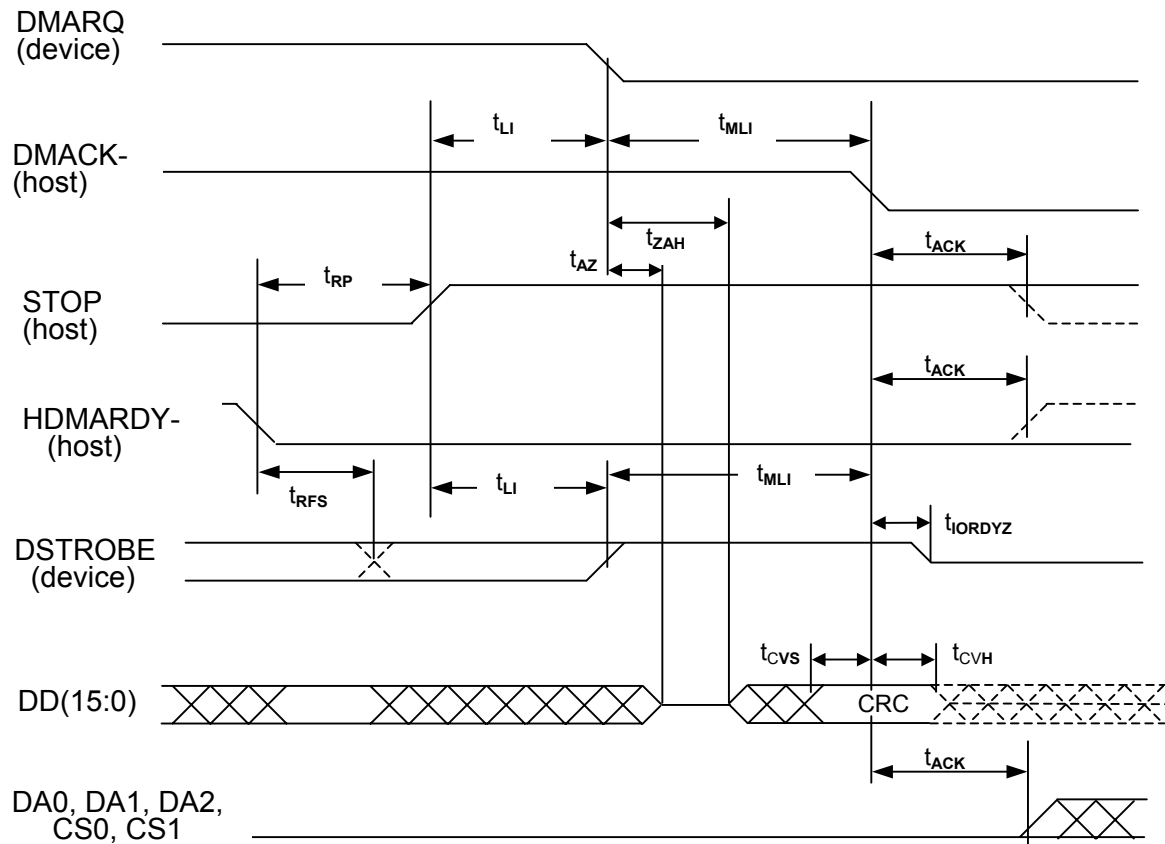 DMARQ
(device)
tLI
tMLI
DMACK-
(host)
tZAH
tACK
tAZ
tRP
STOP
(host)
tACK
HDMARDY-
(host)
tRFS
tLI
tMLI
tIORDYZ
DSTROBE
(device)
tCVS
tCVH
DD(15:0)
CRC
tACK
DA0, DA1, DA2,
CS0, CS1